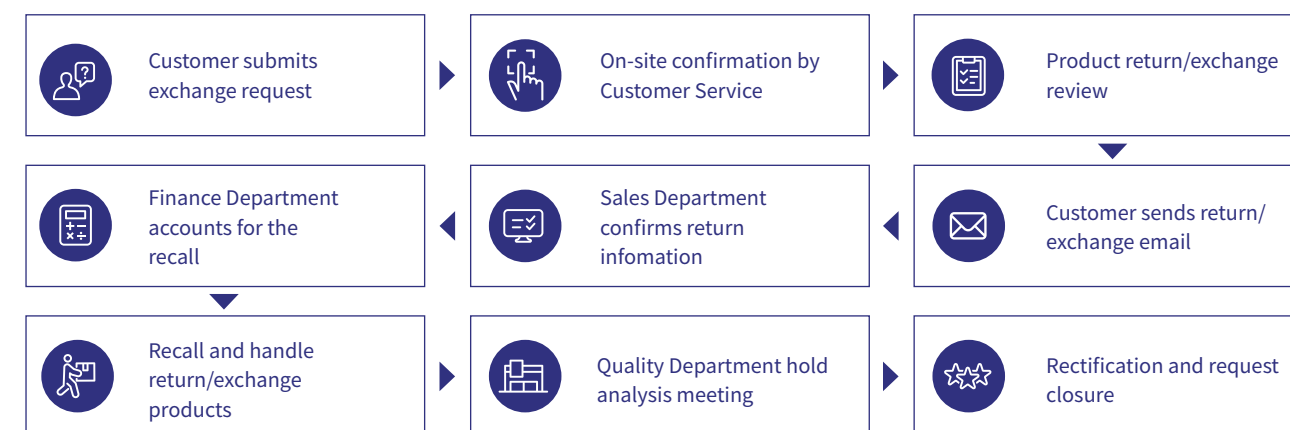 Customer submits
exchange request
On-site confirmation by
Customer Service
Product return/exchange
review
Customer sends return/
exchange email
Sales Department
confirms return
infomation
Finance Department
accounts for the
recall
Recall and handle
return/exchange
products
Quality Department hold
analysis meeting
Rectification and request
closure